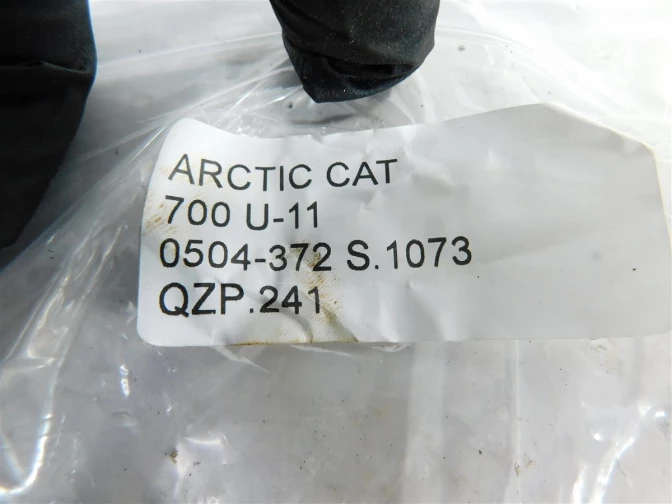 ARCTIC CAT
700 U-11
0504-372 S.1073
QZP.241